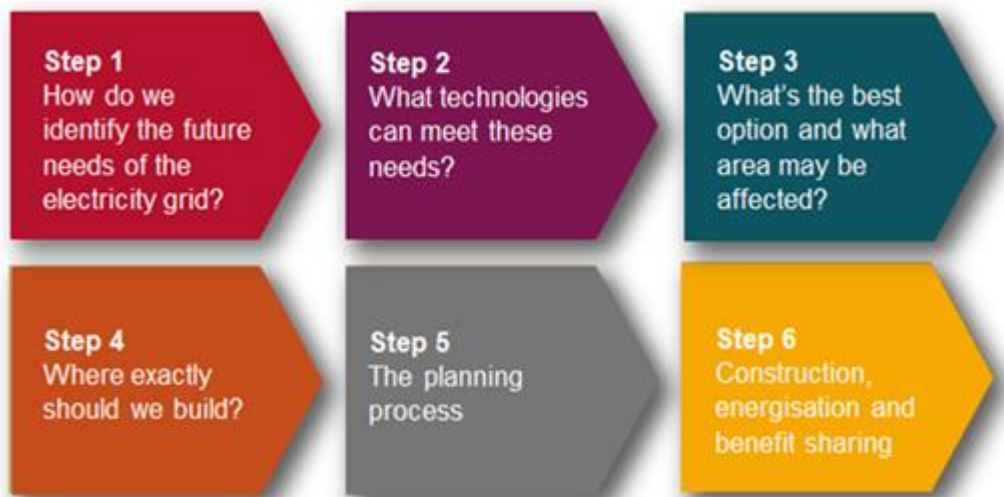 Step 1
How do we
identify the future
needs of the
electricity grid?
Step 2
What technologies
can meet these
needs?
Step 3
What's the best
option and what
area may be
affected?
Step 4
Where exactly
should we build?
Step 5
The planning
process
Step 6
Construction,
energisation and
benefit sharing